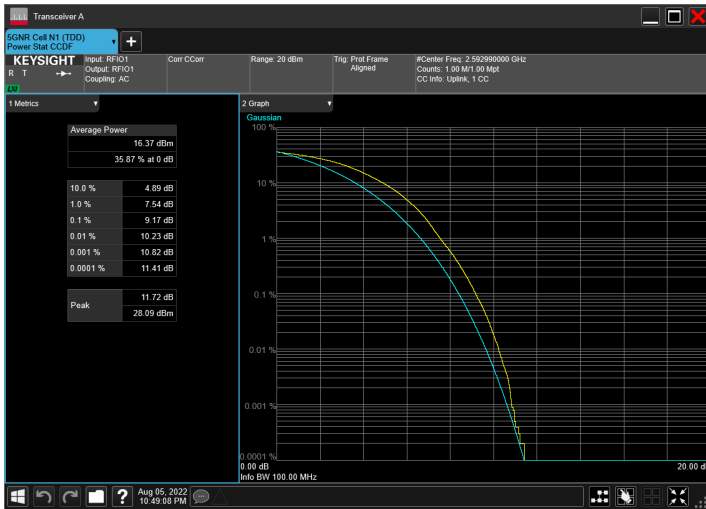 Transceiver A
5GNR Cell N1 (TDD)
Power Stat CCDF
+
KEYSIGHT
R T
LXI
Input: RFIO1
Output: RFIO1
Coupling: AC
Corr CCorr
Range: 20 dBm
Trig: Prot Frame
Aligned
#Center Freq: 2.592990000 GHz
Counts: 1.00 M/1.00 Mpt
CC Info: Uplink, 1 CC
1 Metrics
Average Power
16.37 dBm
35.87 % at 0 dB
10.0 % 4.89 dB
1.0 % 7.54 dB
0.1 % 9.17 dB
0.01 % 10.23 dB
0.001 % 10.82 dB
0.0001 % 11.41 dB
Peak 11.72 dB
28.09 dBm
2 Graph
Gaussian
100 %
10 %
1 %
0.1 %
0.01 %
0.001 %
0.0001 %
0.00 dB
20.00 d
Info BW 100.00 MHz
?
Aug 05, 2022
10:49:08 PM